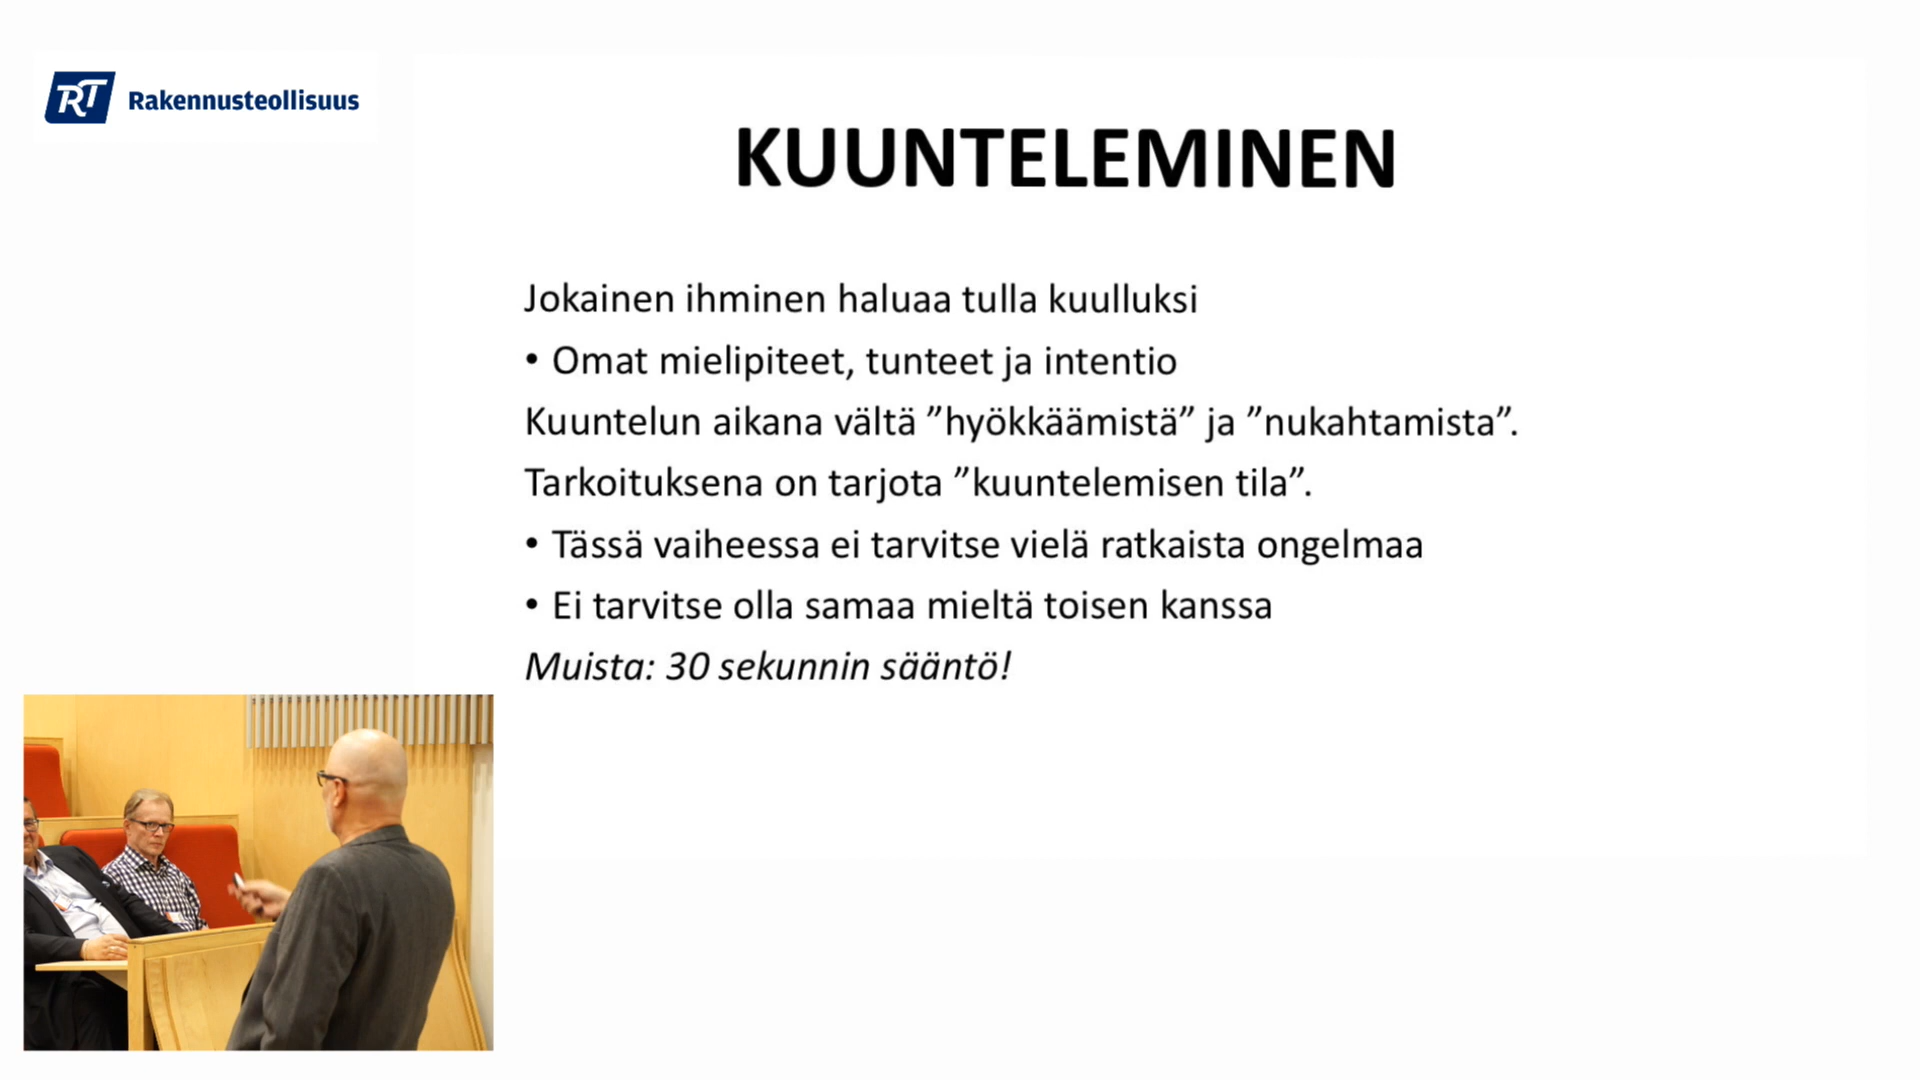 RT Rakennusteollisuus
KUUNTELEMINEN
Jokainen ihminen haluaa tulla kuulluksi
• Omat mielipiteet, tunteet ja intentio
Kuuntelun aikana vältä ”hyökkäämistä” ja ”nukahtamista”.
Tarkoituksena on tarjota ”kuuntelemisen tila”.
• Tässä vaiheessa ei tarvitse vielä ratkaista ongelmaa
• Ei tarvitse olla samaa mieltä toisen kanssa
Muista: 30 sekunnin sääntö!